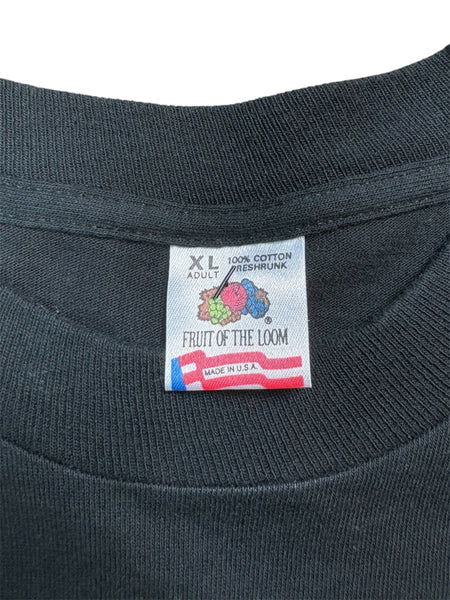 XL
ADULT
100% COTTON
PRESHRUNK
®
FRUIT OF THE LOOM
MADE IN U.S.A.